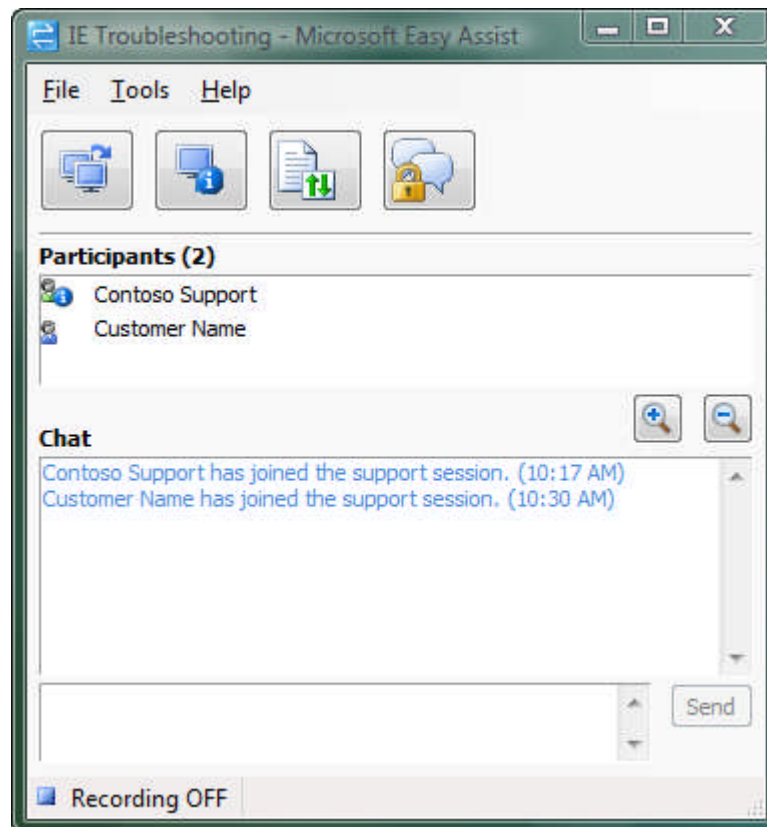 IE Troubleshooting - Microsoft Easy Assist
File Tools Help
Participants (2)
Contoso Support
Customer Name
Chat
Contoso Support has joined the support session. (10:17 AM)
Customer Name has joined the support session. (10:30 AM)
Send
Recording OFF